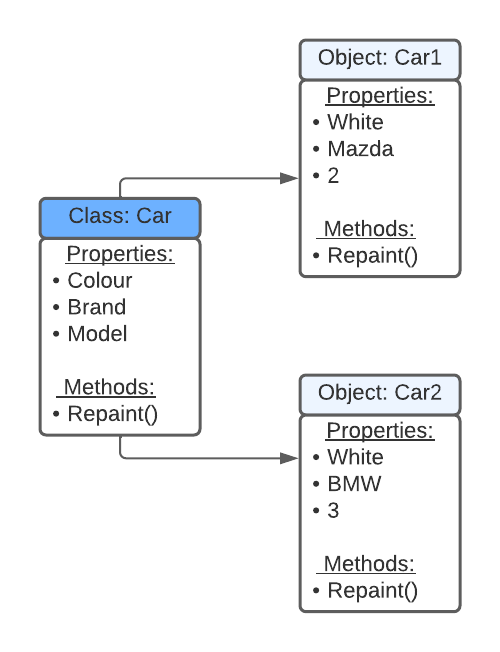 Class: Car
Properties:
• Colour
• Brand
• Model
Methods:
• Repaint()
Object: Car1
Properties:
• White
• Mazda
• 2
Methods:
• Repaint()
Object: Car2
Properties:
• White
• BMW
• 3
Methods:
• Repaint()